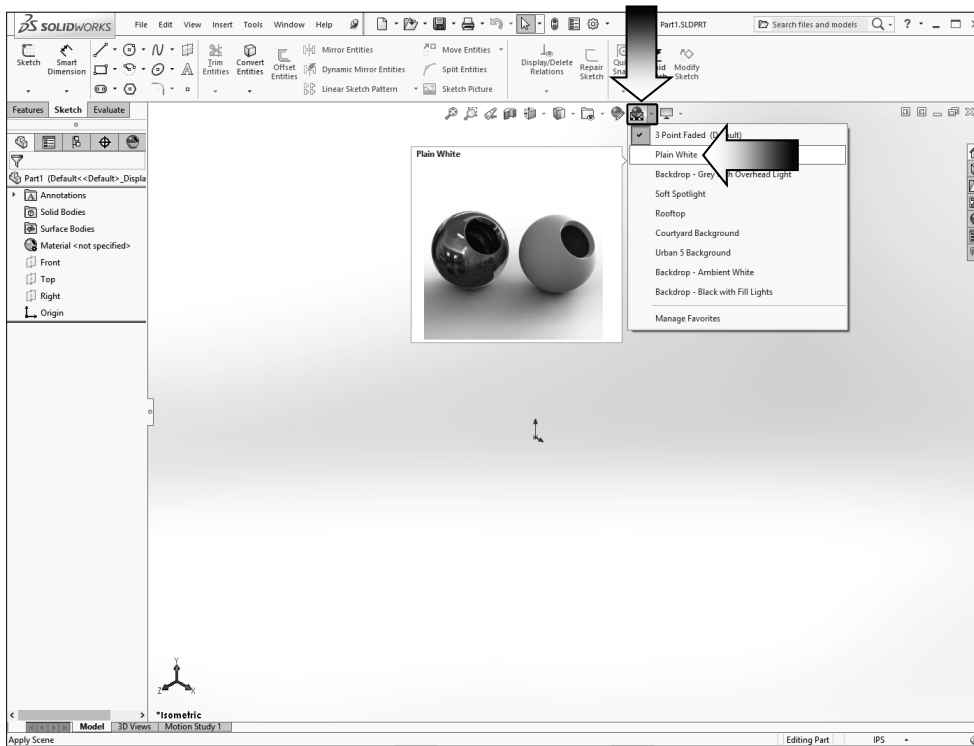 SOLIDWORKS File Edit View Insert Tools Window Help Part1.SLDPRT Search files and models ?
Sketch Smart Dimension Trim Entities Convert Entities Offset Entities Mirror Entities Move Entities Display/Delete Relations Repair Sketch Modify Sketch
Dynamic Mirror Entities Split Entities
Linear Sketch Pattern Sketch Picture
Features Sketch Evaluate
Part1 (Default<<Default>_Displa
Annotations
Solid Bodies
Surface Bodies
Material <not specified>
Front
Top
Right
Origin
Plain White
3 Point Faded
Plain White
Backdrop - Grey with Overhead Light
Soft Spotlight
Rooftop
Courtyard Background
Urban 5 Background
Backdrop - Ambient White
Backdrop - Black with Fill Lights
Manage Favorites
Y
Z X
*Isometric
Model 3D Views Motion Study 1
Apply Scene Editing Part IPS